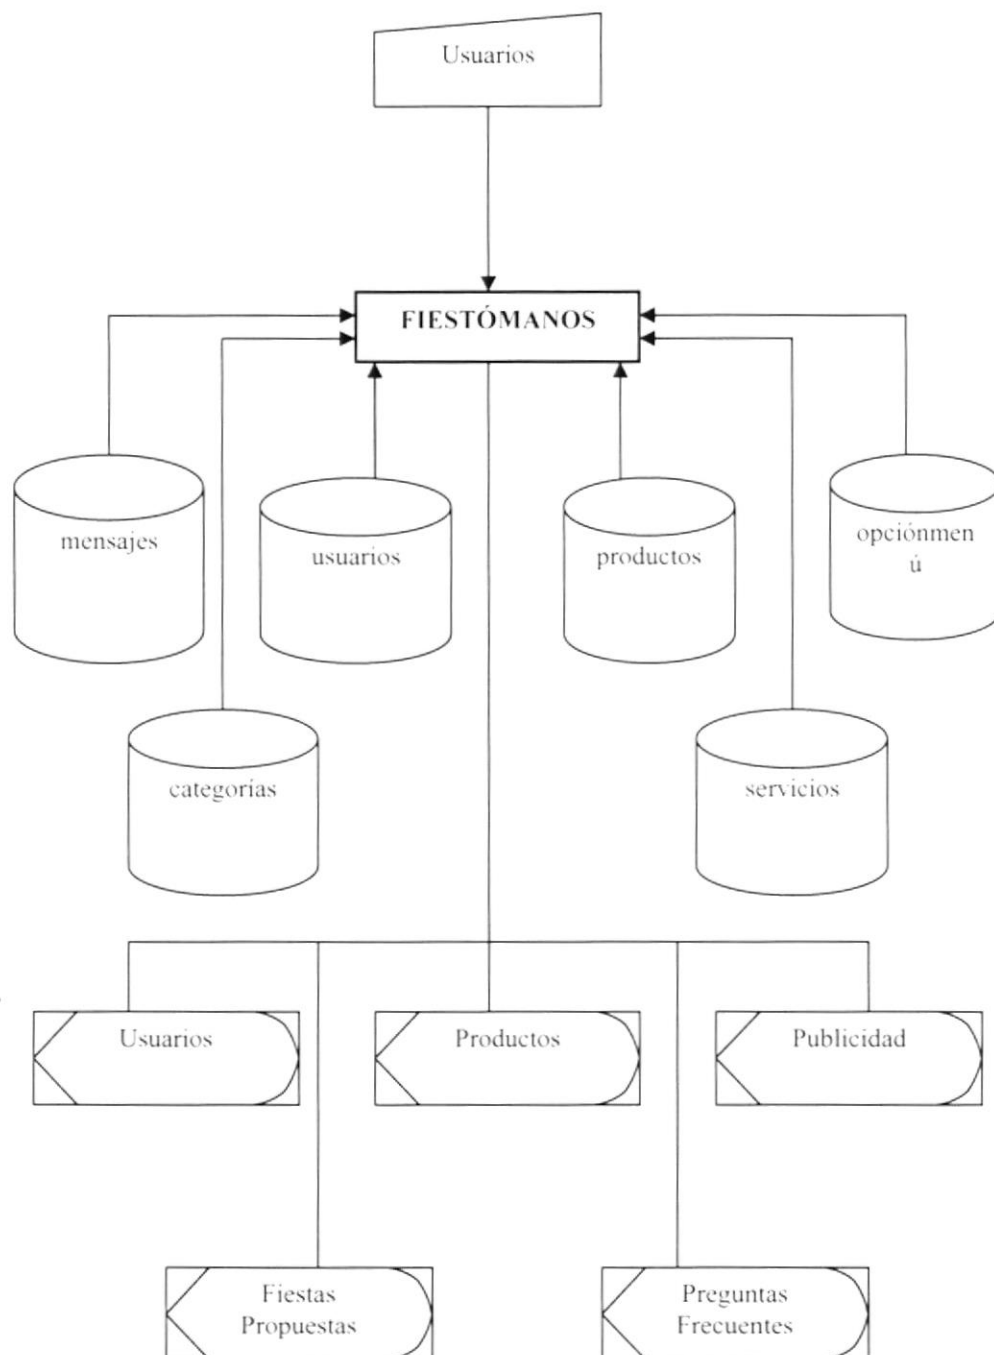 Usuarios
FIESTÓMANOS
mensajes
usuarios
productos
opciónmen
ú
categorías
servicios
Usuarios
Productos
Publicidad
Fiestas
Propuestas
Preguntas
Frecuentes